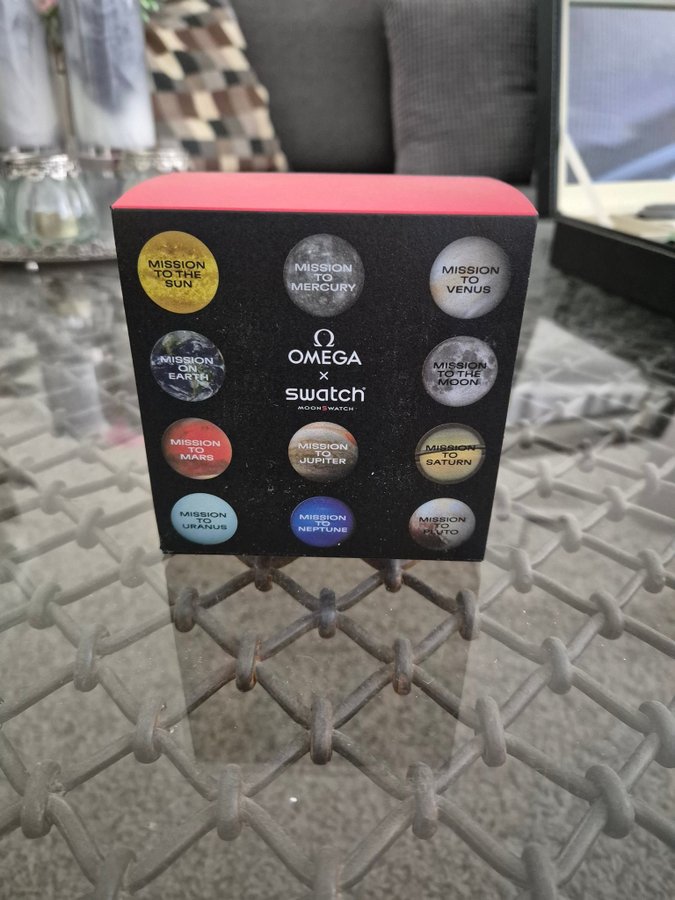 MISSION
TO THE
SUN
MISSION
TO
MERCURY
MISSION
TO
VENUS
MISSION
ON
EARTH
Ω
OMEGA
×
swatch®
MOONSWATCH
MISSION
TO THE
MOON
MISSION
TO
MARS
MISSION
TO
JUPITER
MISSION
TO
SATURN
MISSION
TO
URANUS
MISSION
TO
NEPTUNE
MISSION
TO
PLUTO